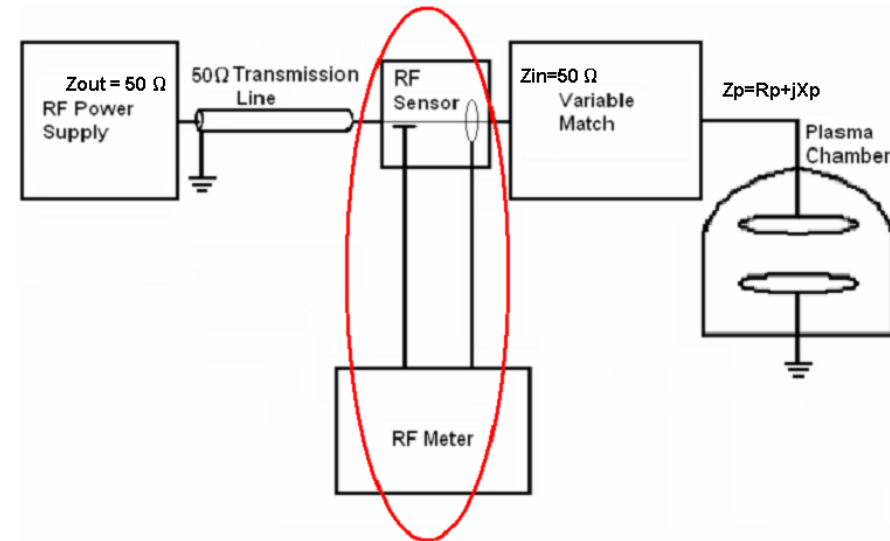 Zout = 50 Ω
RF Power
Supply
50Ω Transmission
Line
RF
Sensor
Zin=50 Ω
Variable
Match
Zp=Rp+jXp
Plasma
Chamber
RF Meter